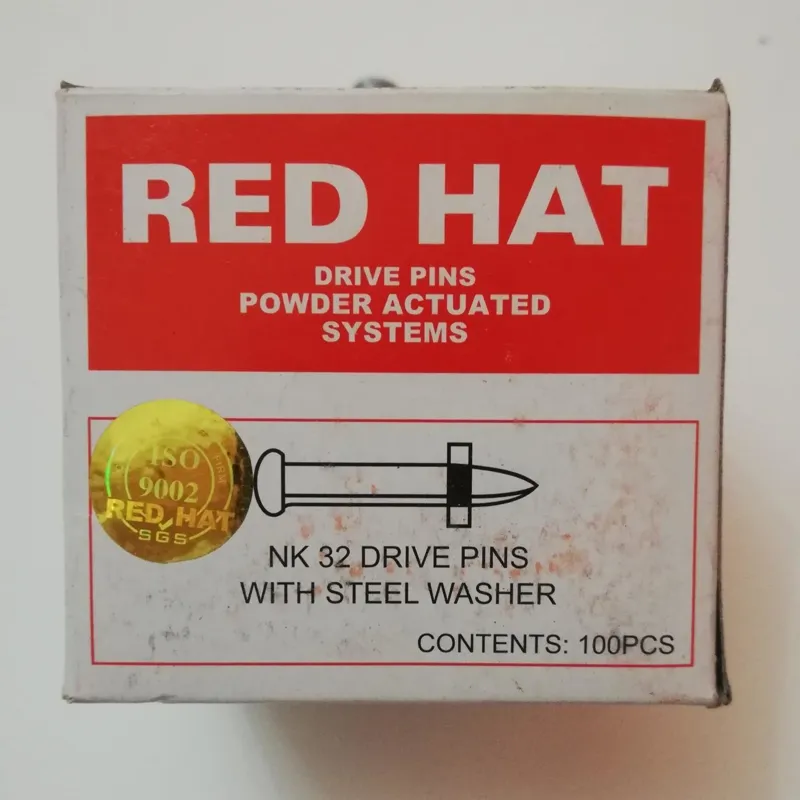 RED HAT
DRIVE PINS
POWDER ACTUATED
SYSTEMS
ISO
9002
RED HAT
SGS
NK 32 DRIVE PINS
WITH STEEL WASHER
CONTENTS: 100PCS